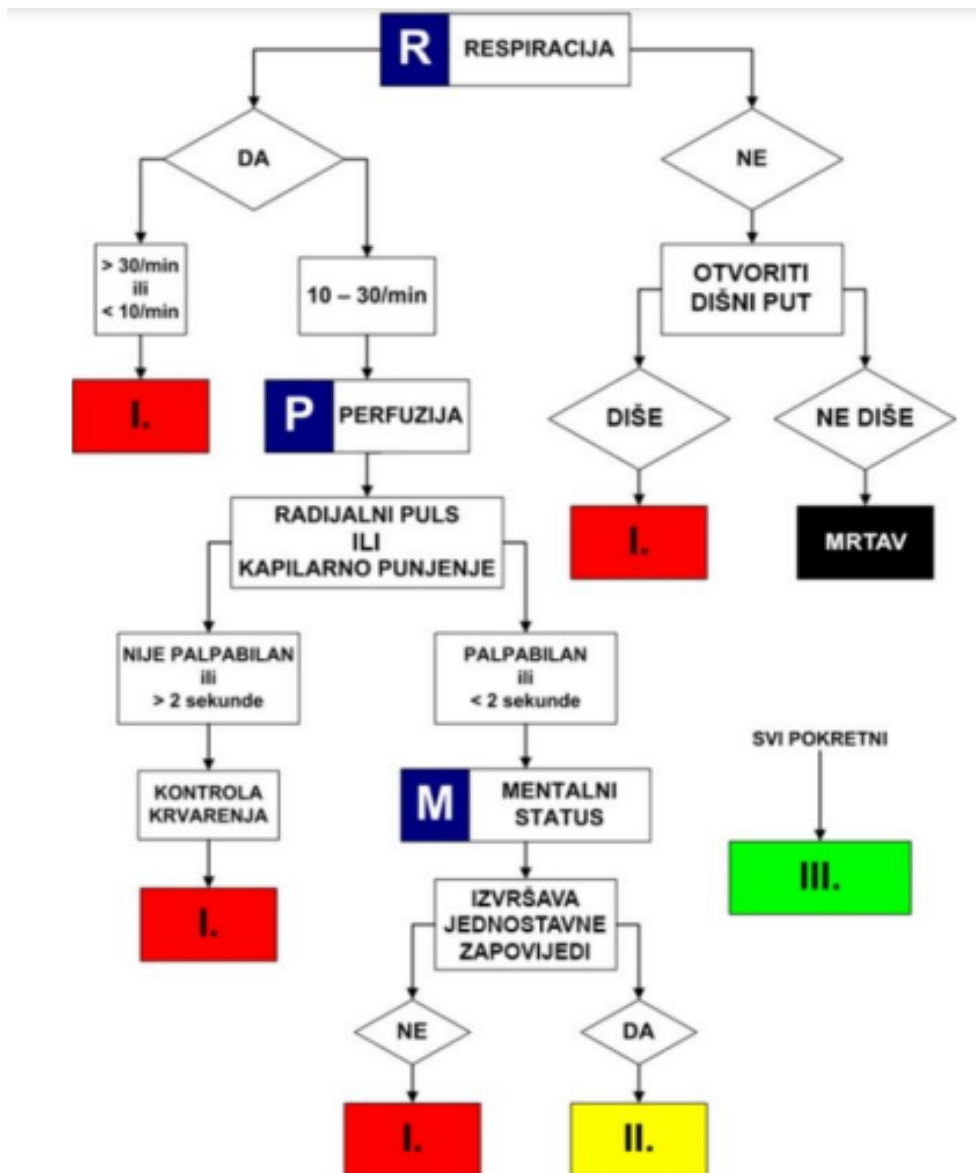 R RESPIRACIJA
DA
NE
> 30/min
ili
< 10/min
10 – 30/min
OTVORITI
DIŠNI PUT
I.
P PERFUZIJA
DIŠE
NE DIŠE
RADIJALNI PULS
ILI
KAPILARNO PUNJENJE
I.
MRTAV
NIJE PALPABILAN
ili
> 2 sekunde
PALPABILAN
ili
< 2 sekunde
SVI POKRETNI
KONTROLA
KRVARENJA
M MENTALNI
STATUS
III.
I.
IZVRŠAVA
JEDNOSTAVNE
ZAPOVIJEDI
NE
DA
I.
II.